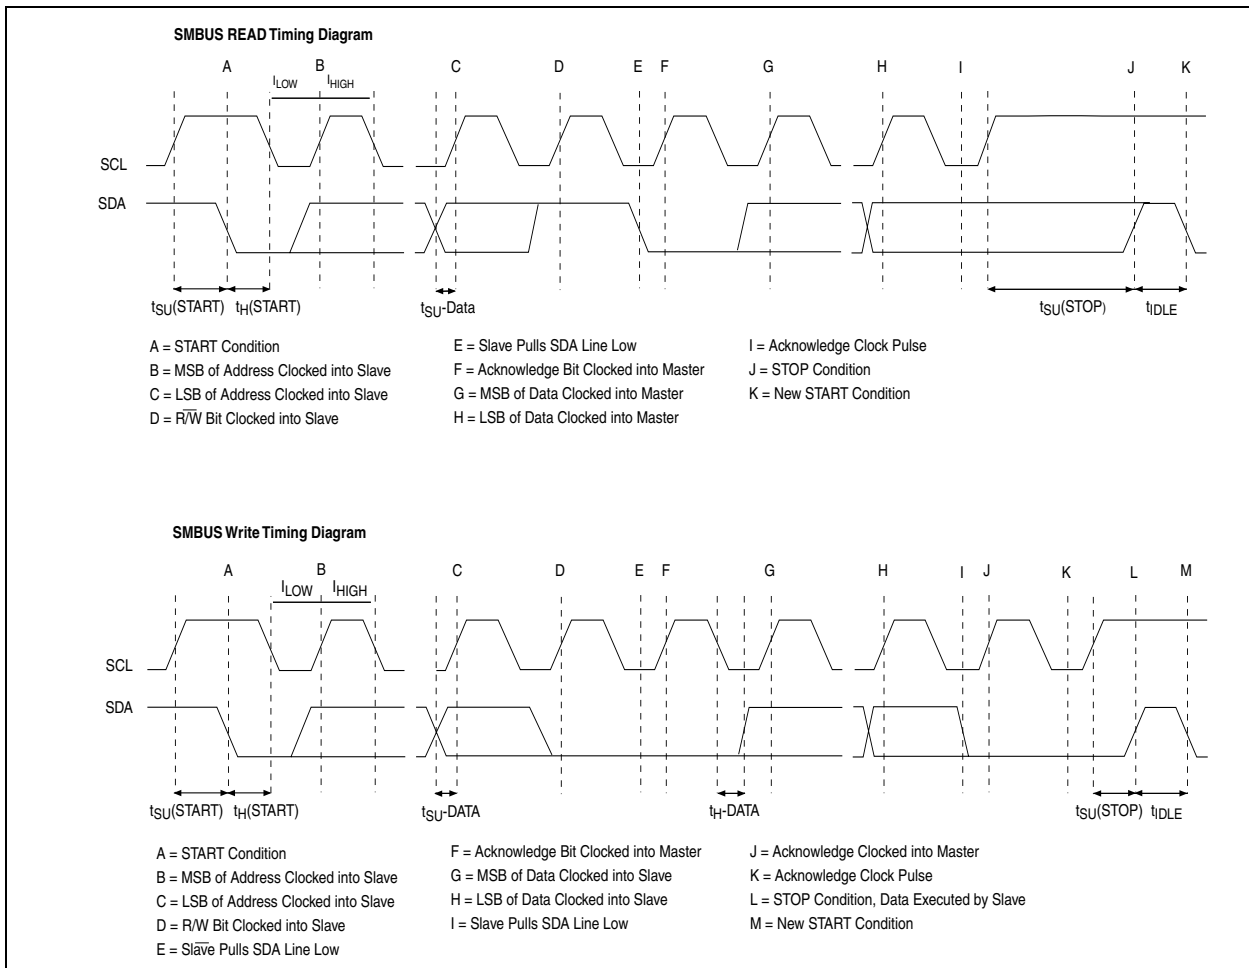 SMBUS READ Timing Diagram
A B C D E F G H I J K
ILOW IHIGH
SCL
SDA
tSU(START) tH(START) tSU-Data tSU(STOP) tIDLE
A = START Condition
B = MSB of Address Clocked into Slave
C = LSB of Address Clocked into Slave
D = R/W Bit Clocked into Slave
E = Slave Pulls SDA Line Low
F = Acknowledge Bit Clocked into Master
G = MSB of Data Clocked into Master
H = LSB of Data Clocked into Master
I = Acknowledge Clock Pulse
J = STOP Condition
K = New START Condition
SMBUS Write Timing Diagram
A B C D E F G H I J K L M
ILOW IHIGH
SCL
SDA
tSU(START) tH(START) tSU-DATA tH-DATA tSU(STOP) tIDLE
A = START Condition
B = MSB of Address Clocked into Slave
C = LSB of Address Clocked into Slave
D = R/W Bit Clocked into Slave
E = Slave Pulls SDA Line Low
F = Acknowledge Bit Clocked into Master
G = MSB of Data Clocked into Slave
H = LSB of Data Clocked into Slave
I = Slave Pulls SDA Line Low
J = Acknowledge Clocked into Master
K = Acknowledge Clock Pulse
L = STOP Condition, Data Executed by Slave
M = New START Condition